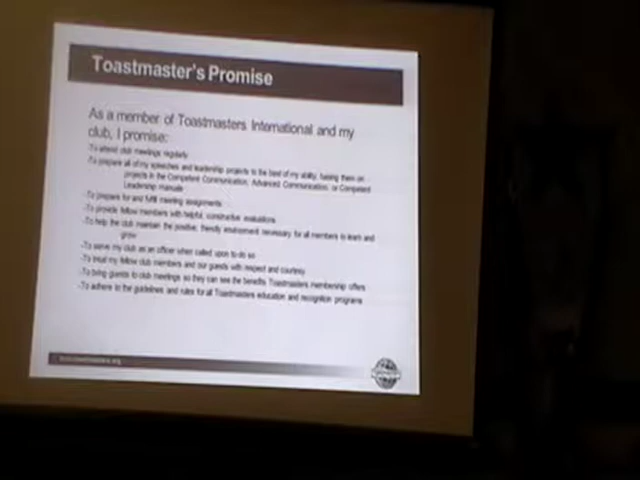 Toastmaster's Promise
As a member of Toastmasters International and my
club, I promise:
-To attend club meetings regularly
-To prepare all of my speeches and leadership projects to the best of my ability, basing them on
projects in the Competent Communication, Advanced Communication, or Competent
Leadership manuals
-To prepare for and fulfill meeting assignments
-To provide fellow members with helpful, constructive evaluations
-To help the club maintain the positive, friendly environment necessary for all members to learn and
grow
-To serve my club as an officer when called upon to do so
-To treat my fellow club members and our guests with respect and courtesy
-To bring guests to club meetings so they can see the benefits Toastmasters membership offers
-To adhere to the guidelines and rules for all Toastmasters education and recognition programs
www.toastmasters.org